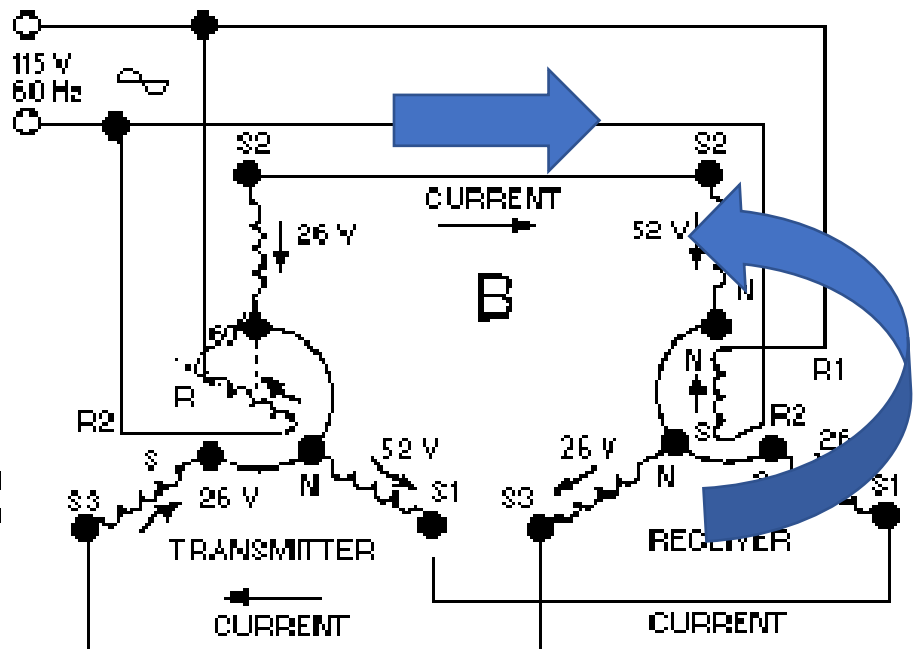 115 V
60 Hz
S2
S2
CURRENT
26 V
52 V
B
N
60
N
R1
R
R2
R2
S
52 V
26 V
26
S
26 V
N
S1
S3
N
S1
S3
TRANSMITTER
RECEIVER
CURRENT
CURRENT